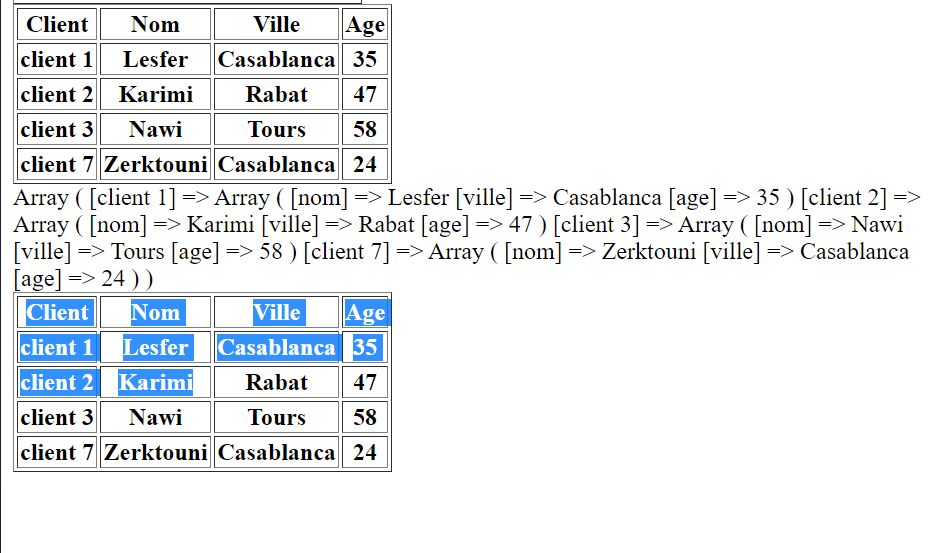 Client Nom Ville Age
client 1 Lesfer Casablanca 35
client 2 Karimi Rabat 47
client 3 Nawi Tours 58
client 7 Zerktouni Casablanca 24
Array ( [client 1] => Array ( [nom] => Lesfer [ville] => Casablanca [age] => 35 ) [client 2] =>
Array ( [nom] => Karimi [ville] => Rabat [age] => 47 ) [client 3] => Array ( [nom] => Nawi
[ville] => Tours [age] => 58 ) [client 7] => Array ( [nom] => Zerktouni [ville] => Casablanca
[age] => 24 ) )
Client Nom Ville Age
client 1 Lesfer Casablanca 35
client 2 Karimi Rabat 47
client 3 Nawi Tours 58
client 7 Zerktouni Casablanca 24